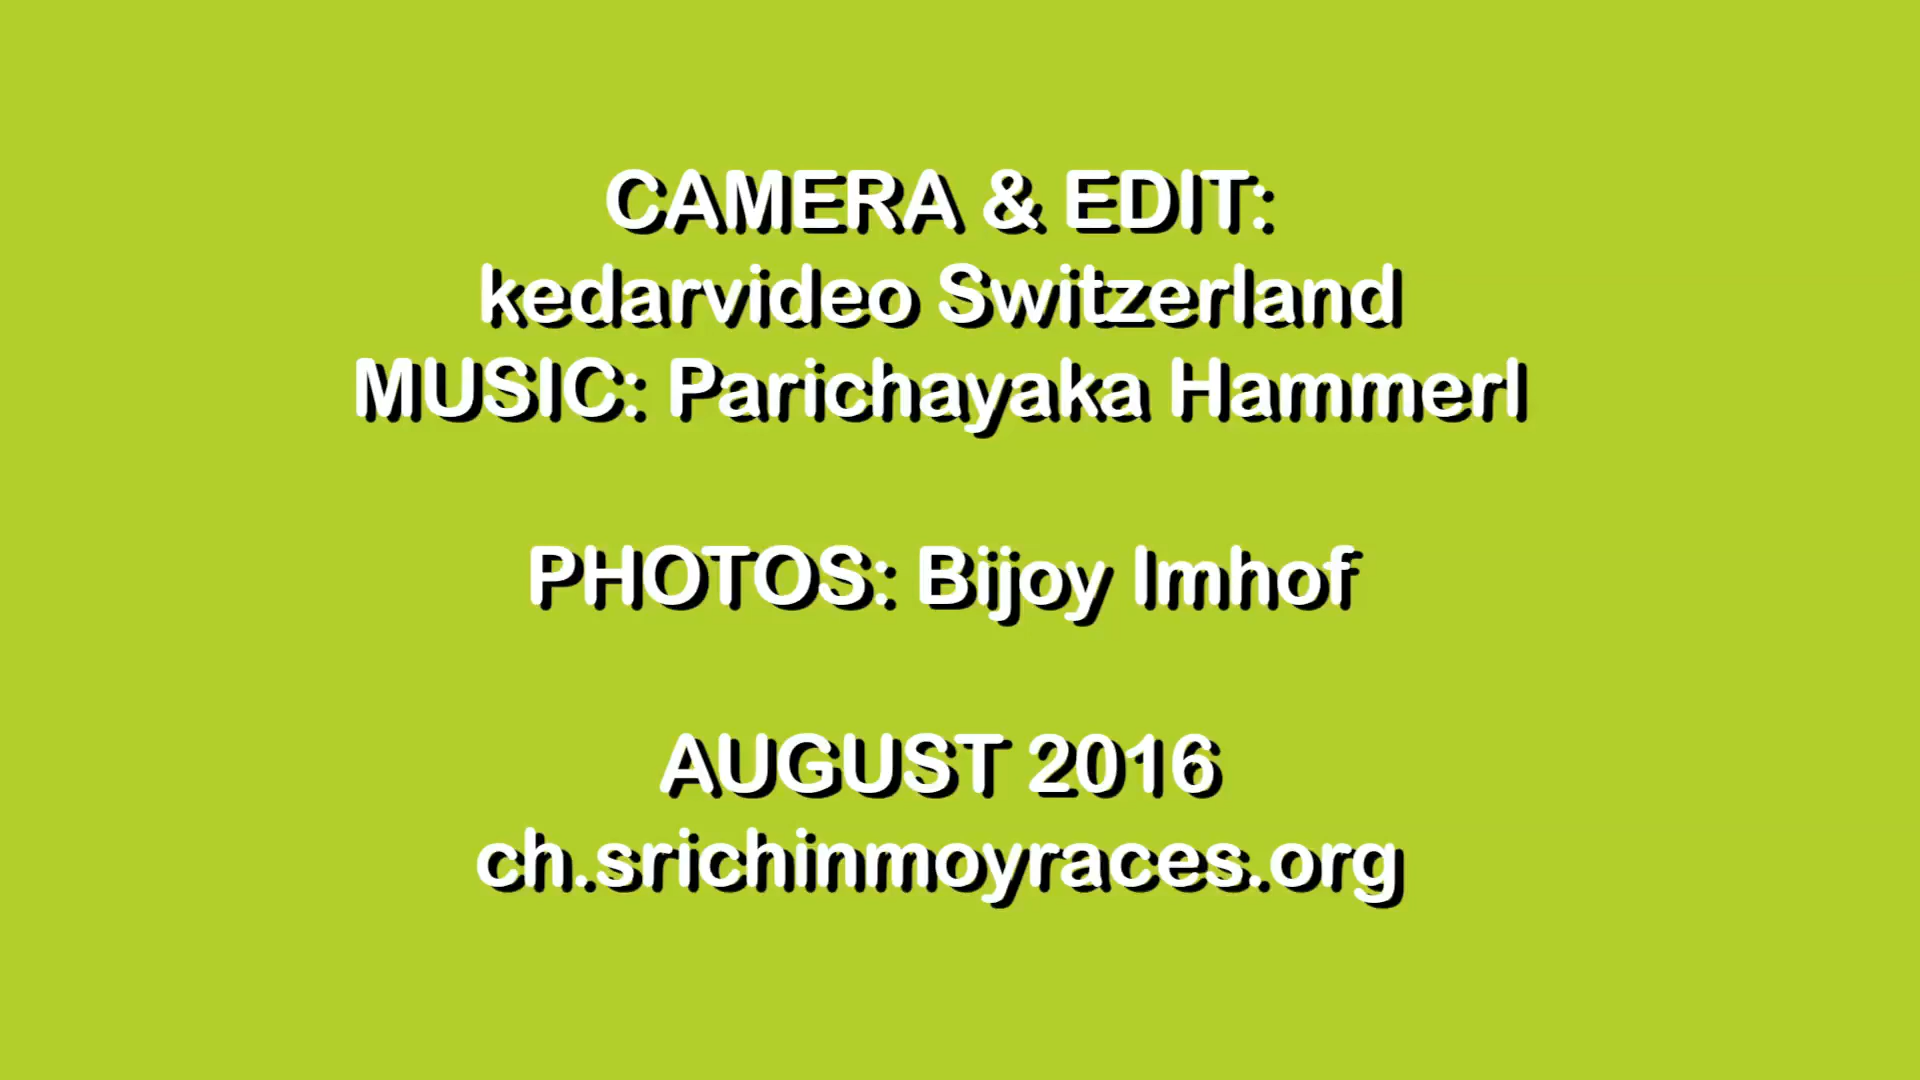 CAMERA & EDIT:
kedarvideo Switzerland
MUSIC: Parichayaka Hammerl
PHOTOS: Bijoy Imhof
AUGUST 2016
ch.srichinmoyraces.org